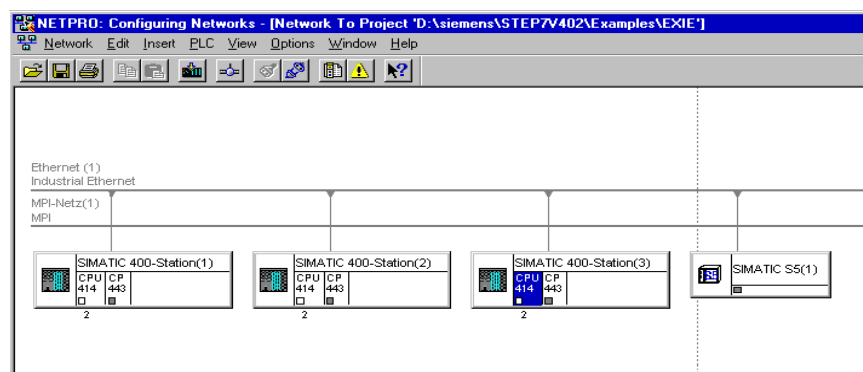 NETPRO: Configuring Networks - [Network To Project 'D:\siemens\STEP7V402\Examples\EXIE']
Network Edit Insert PLC View Options Window Help
Ethernet (1)
Industrial Ethernet
MPI-Netz(1)
MPI
SIMATIC 400-Station(1)
CPU CP
414 443
2
SIMATIC 400-Station(2)
CPU CP
414 443
2
SIMATIC 400-Station(3)
CPU CP
414 443
2
SIMATIC S5(1)